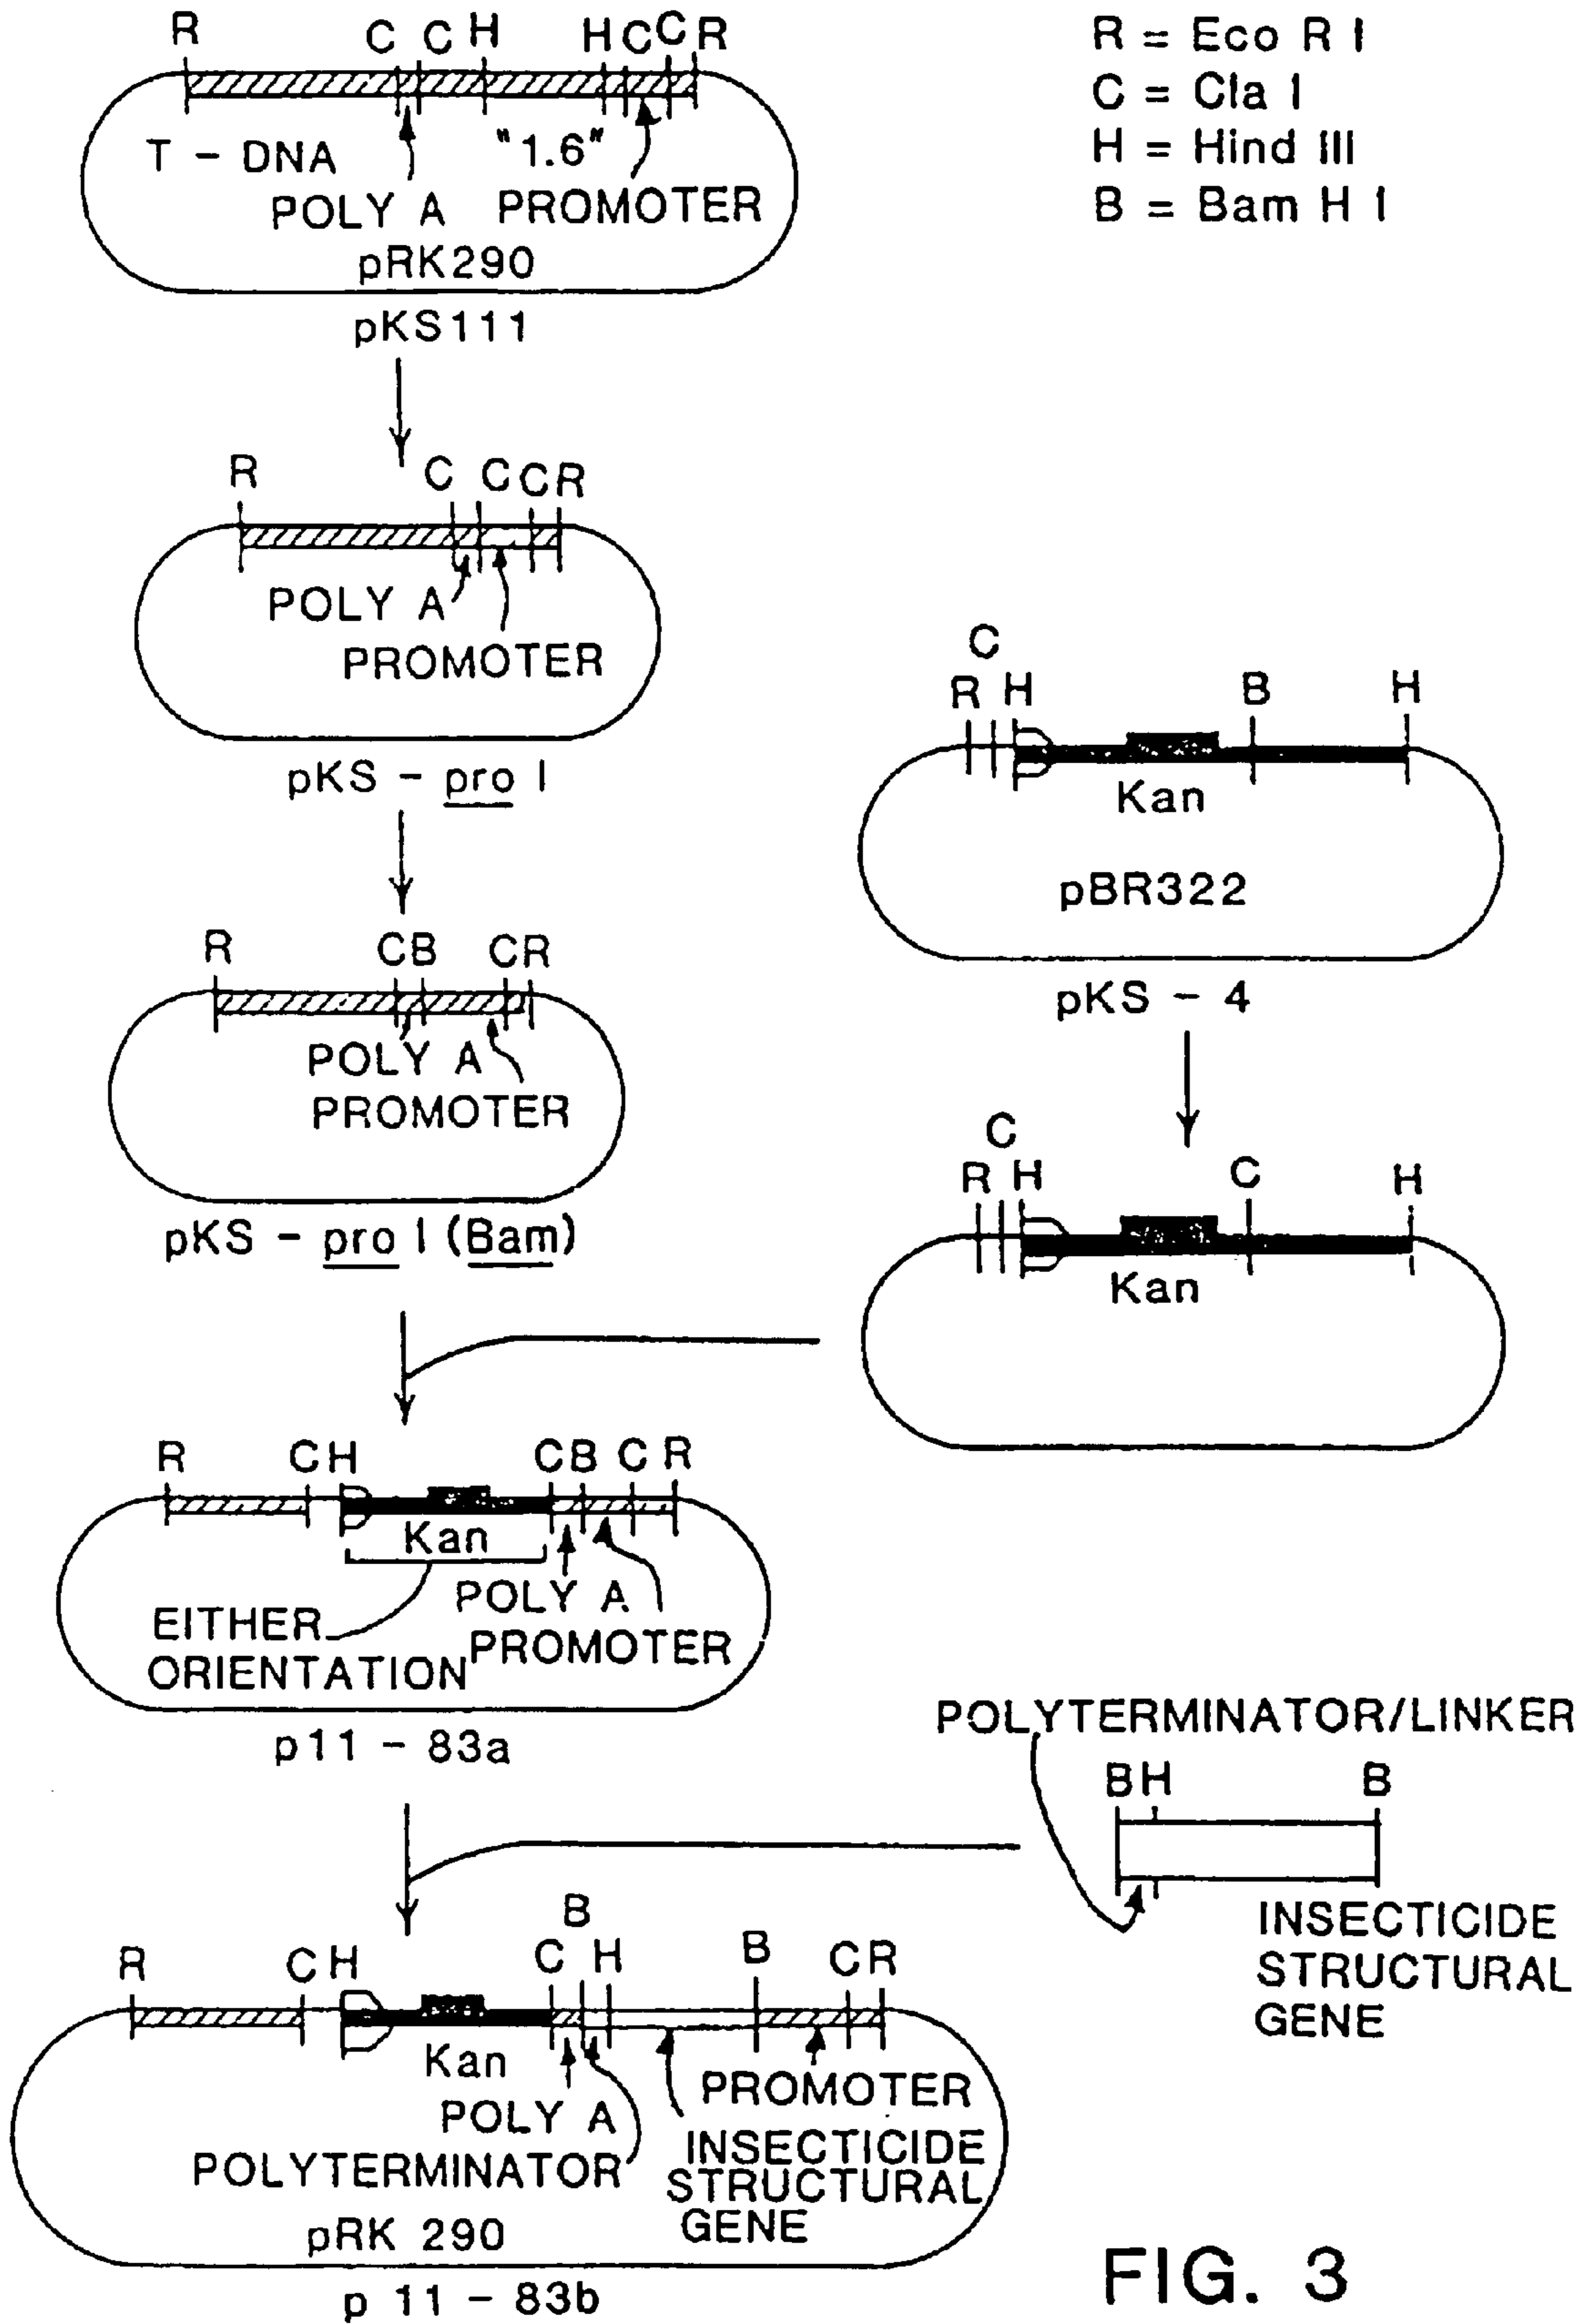 R C C H H C C R
T - DNA "1.6"
POLY A PROMOTER
pRK290
pKS111
R = Eco R I
C = Cla I
H = Hind III
B = Bam H I
R C C C R
POLY A
PROMOTER
pKS - pro I
C
R H B H
Kan
pBR322
pKS - 4
R C B C R
POLY A
PROMOTER
pKS - pro I (Bam)
C
R H C H
Kan
R C H C B C R
Kan
POLY A
EITHER PROMOTER
ORIENTATION
p11 - 83a
POLYTERMINATOR/LINKER
B H B
INSECTICIDE
STRUCTURAL
GENE
B
R C H C H B C R
Kan
PROMOTER
POLY A
INSECTICIDE
POLYTERMINATOR
STRUCTURAL
GENE
pRK 290
p 11 - 83b
FIG. 3